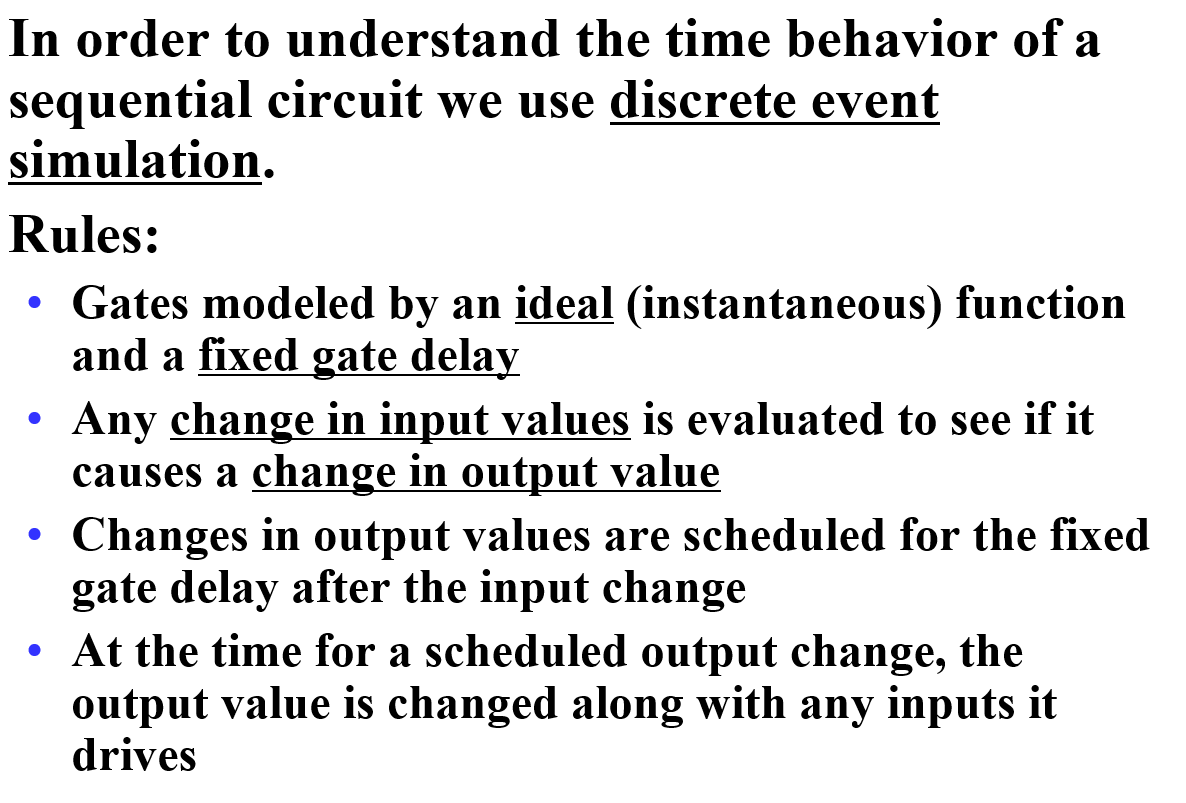 In order to understand the time behavior of a
sequential circuit we use discrete event
simulation.
Rules:
• Gates modeled by an ideal (instantaneous) function
and a fixed gate delay
• Any change in input values is evaluated to see if it
causes a change in output value
• Changes in output values are scheduled for the fixed
gate delay after the input change
• At the time for a scheduled output change, the
output value is changed along with any inputs it
drives